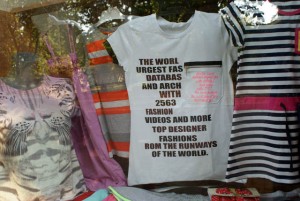 THE WORL
URGEST FAS
DATABAS
AND ARCH
WITH
2563
FASHION
VIDEOS AND MORE
TOP DESIGNER
FASHIONS
ROM THE RUNWAYS
OF THE WORLD.